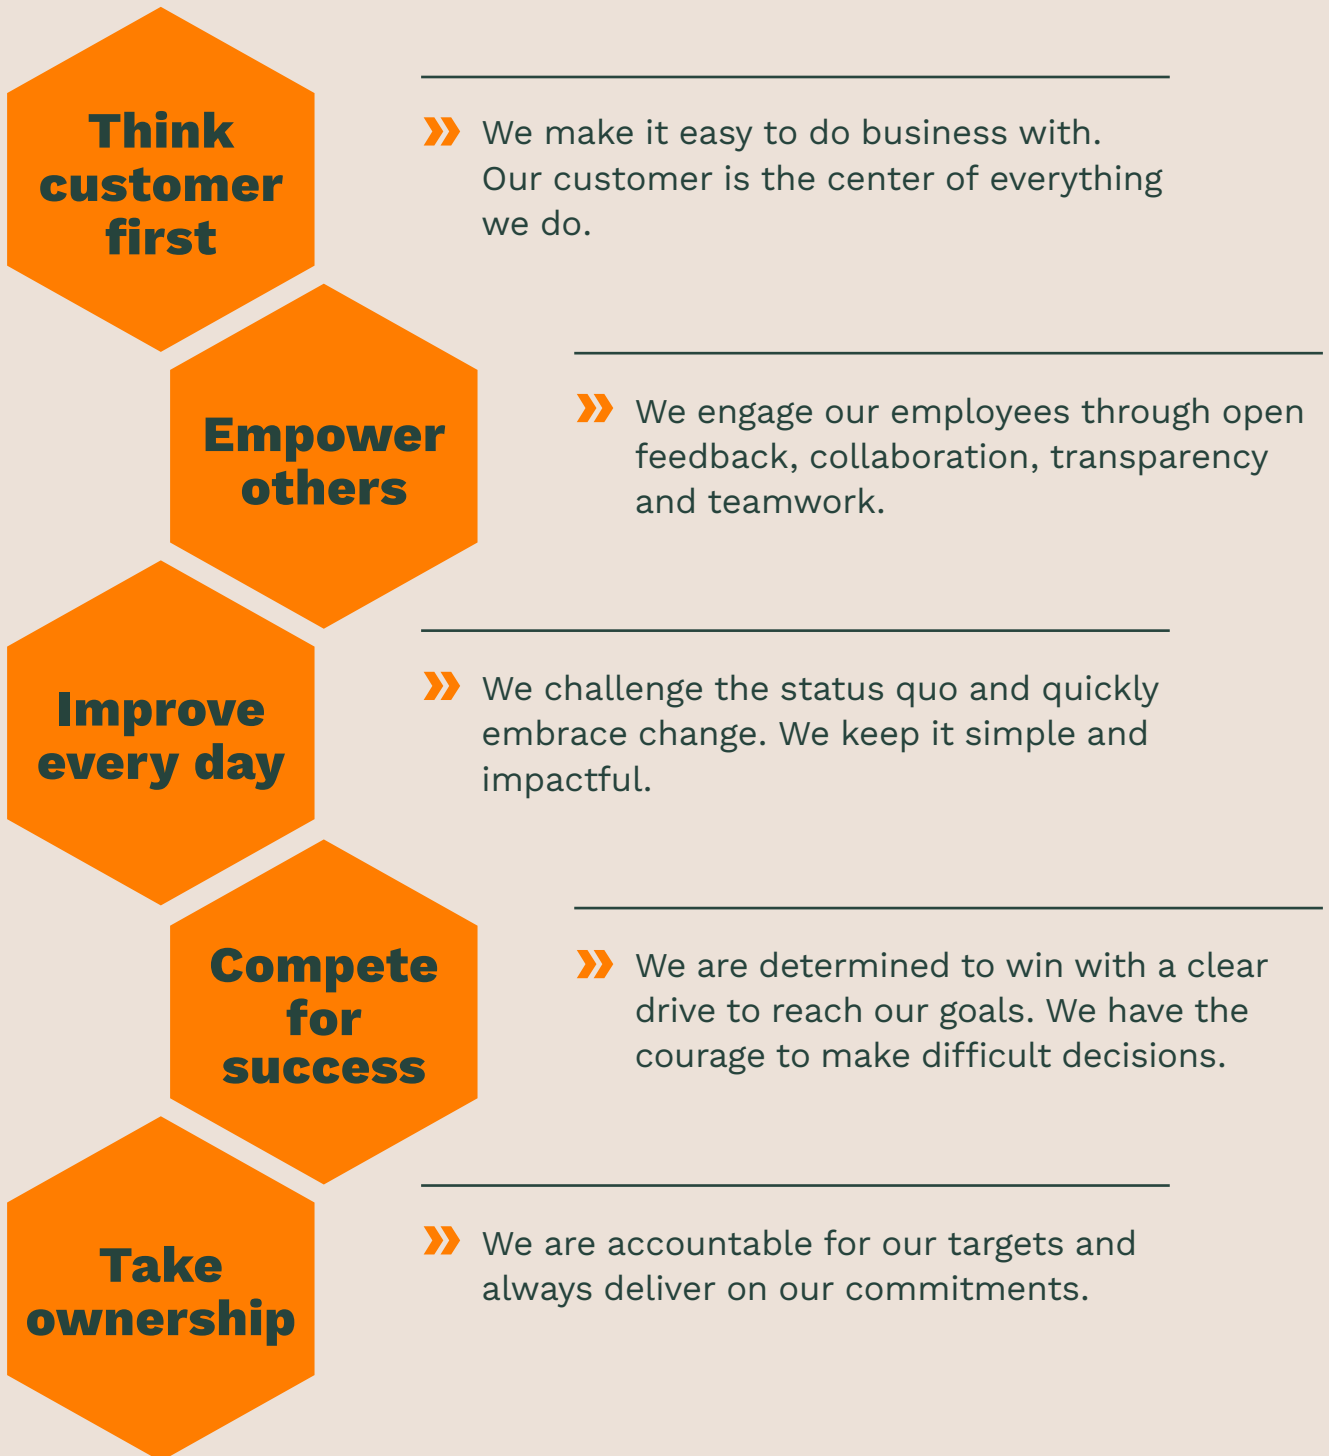 Think
customer
first
We make it easy to do business with.
Our customer is the center of everything
we do.
Empower
others
We engage our employees through open
feedback, collaboration, transparency
and teamwork.
Improve
every day
We challenge the status quo and quickly
embrace change. We keep it simple and
impactful.
Compete
for
success
We are determined to win with a clear
drive to reach our goals. We have the
courage to make difficult decisions.
Take
ownership
We are accountable for our targets and
always deliver on our commitments.